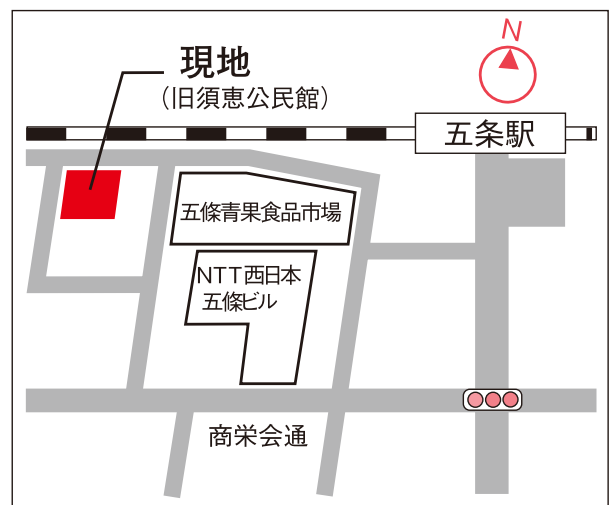 N
現地
（旧須恵公民館）
五条駅
五條青果食品市場
NTT西日本
五條ビル
商栄会通